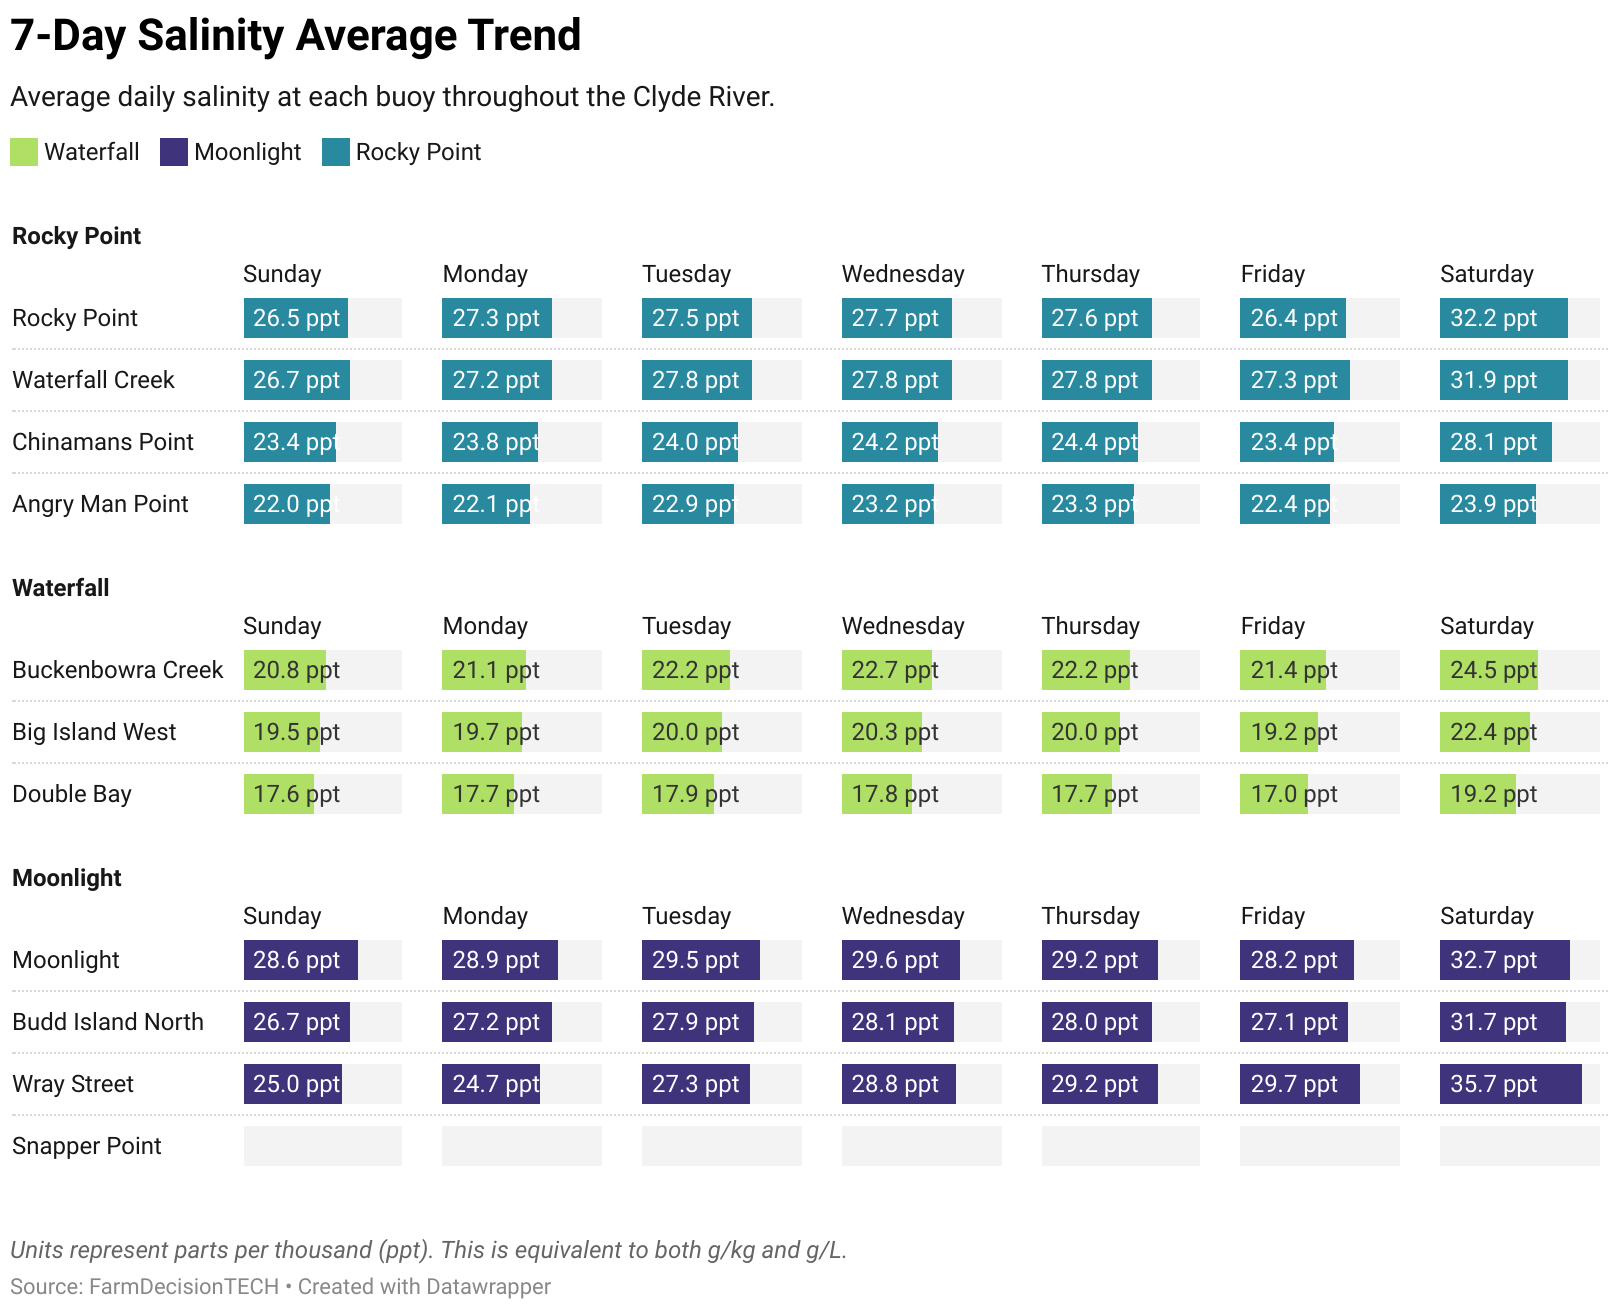 7-Day Salinity Average Trend
Average daily salinity at each buoy throughout the Clyde River.
Waterfall Moonlight Rocky Point
Rocky Point
Sunday Monday Tuesday Wednesday Thursday Friday Saturday
Rocky Point 26.5 ppt 27.3 ppt 27.5 ppt 27.7 ppt 27.6 ppt 26.4 ppt 32.2 ppt
Waterfall Creek 26.7 ppt 27.2 ppt 27.8 ppt 27.8 ppt 27.8 ppt 27.3 ppt 31.9 ppt
Chinamans Point 23.4 ppt 23.8 ppt 24.0 ppt 24.2 ppt 24.4 ppt 23.4 ppt 28.1 ppt
Angry Man Point 22.0 ppt 22.1 ppt 22.9 ppt 23.2 ppt 23.3 ppt 22.4 ppt 23.9 ppt
Waterfall
Sunday Monday Tuesday Wednesday Thursday Friday Saturday
Buckenbowra Creek 20.8 ppt 21.1 ppt 22.2 ppt 22.7 ppt 22.2 ppt 21.4 ppt 24.5 ppt
Big Island West 19.5 ppt 19.7 ppt 20.0 ppt 20.3 ppt 20.0 ppt 19.2 ppt 22.4 ppt
Double Bay 17.6 ppt 17.7 ppt 17.9 ppt 17.8 ppt 17.7 ppt 17.0 ppt 19.2 ppt
Moonlight
Sunday Monday Tuesday Wednesday Thursday Friday Saturday
Moonlight 28.6 ppt 28.9 ppt 29.5 ppt 29.6 ppt 29.2 ppt 28.2 ppt 32.7 ppt
Budd Island North 26.7 ppt 27.2 ppt 27.9 ppt 28.1 ppt 28.0 ppt 27.1 ppt 31.7 ppt
Wray Street 25.0 ppt 24.7 ppt 27.3 ppt 28.8 ppt 29.2 ppt 29.7 ppt 35.7 ppt
Snapper Point
Units represent parts per thousand (ppt). This is equivalent to both g/kg and g/L.
Source: FarmDecisionTECH • Created with Datawrapper